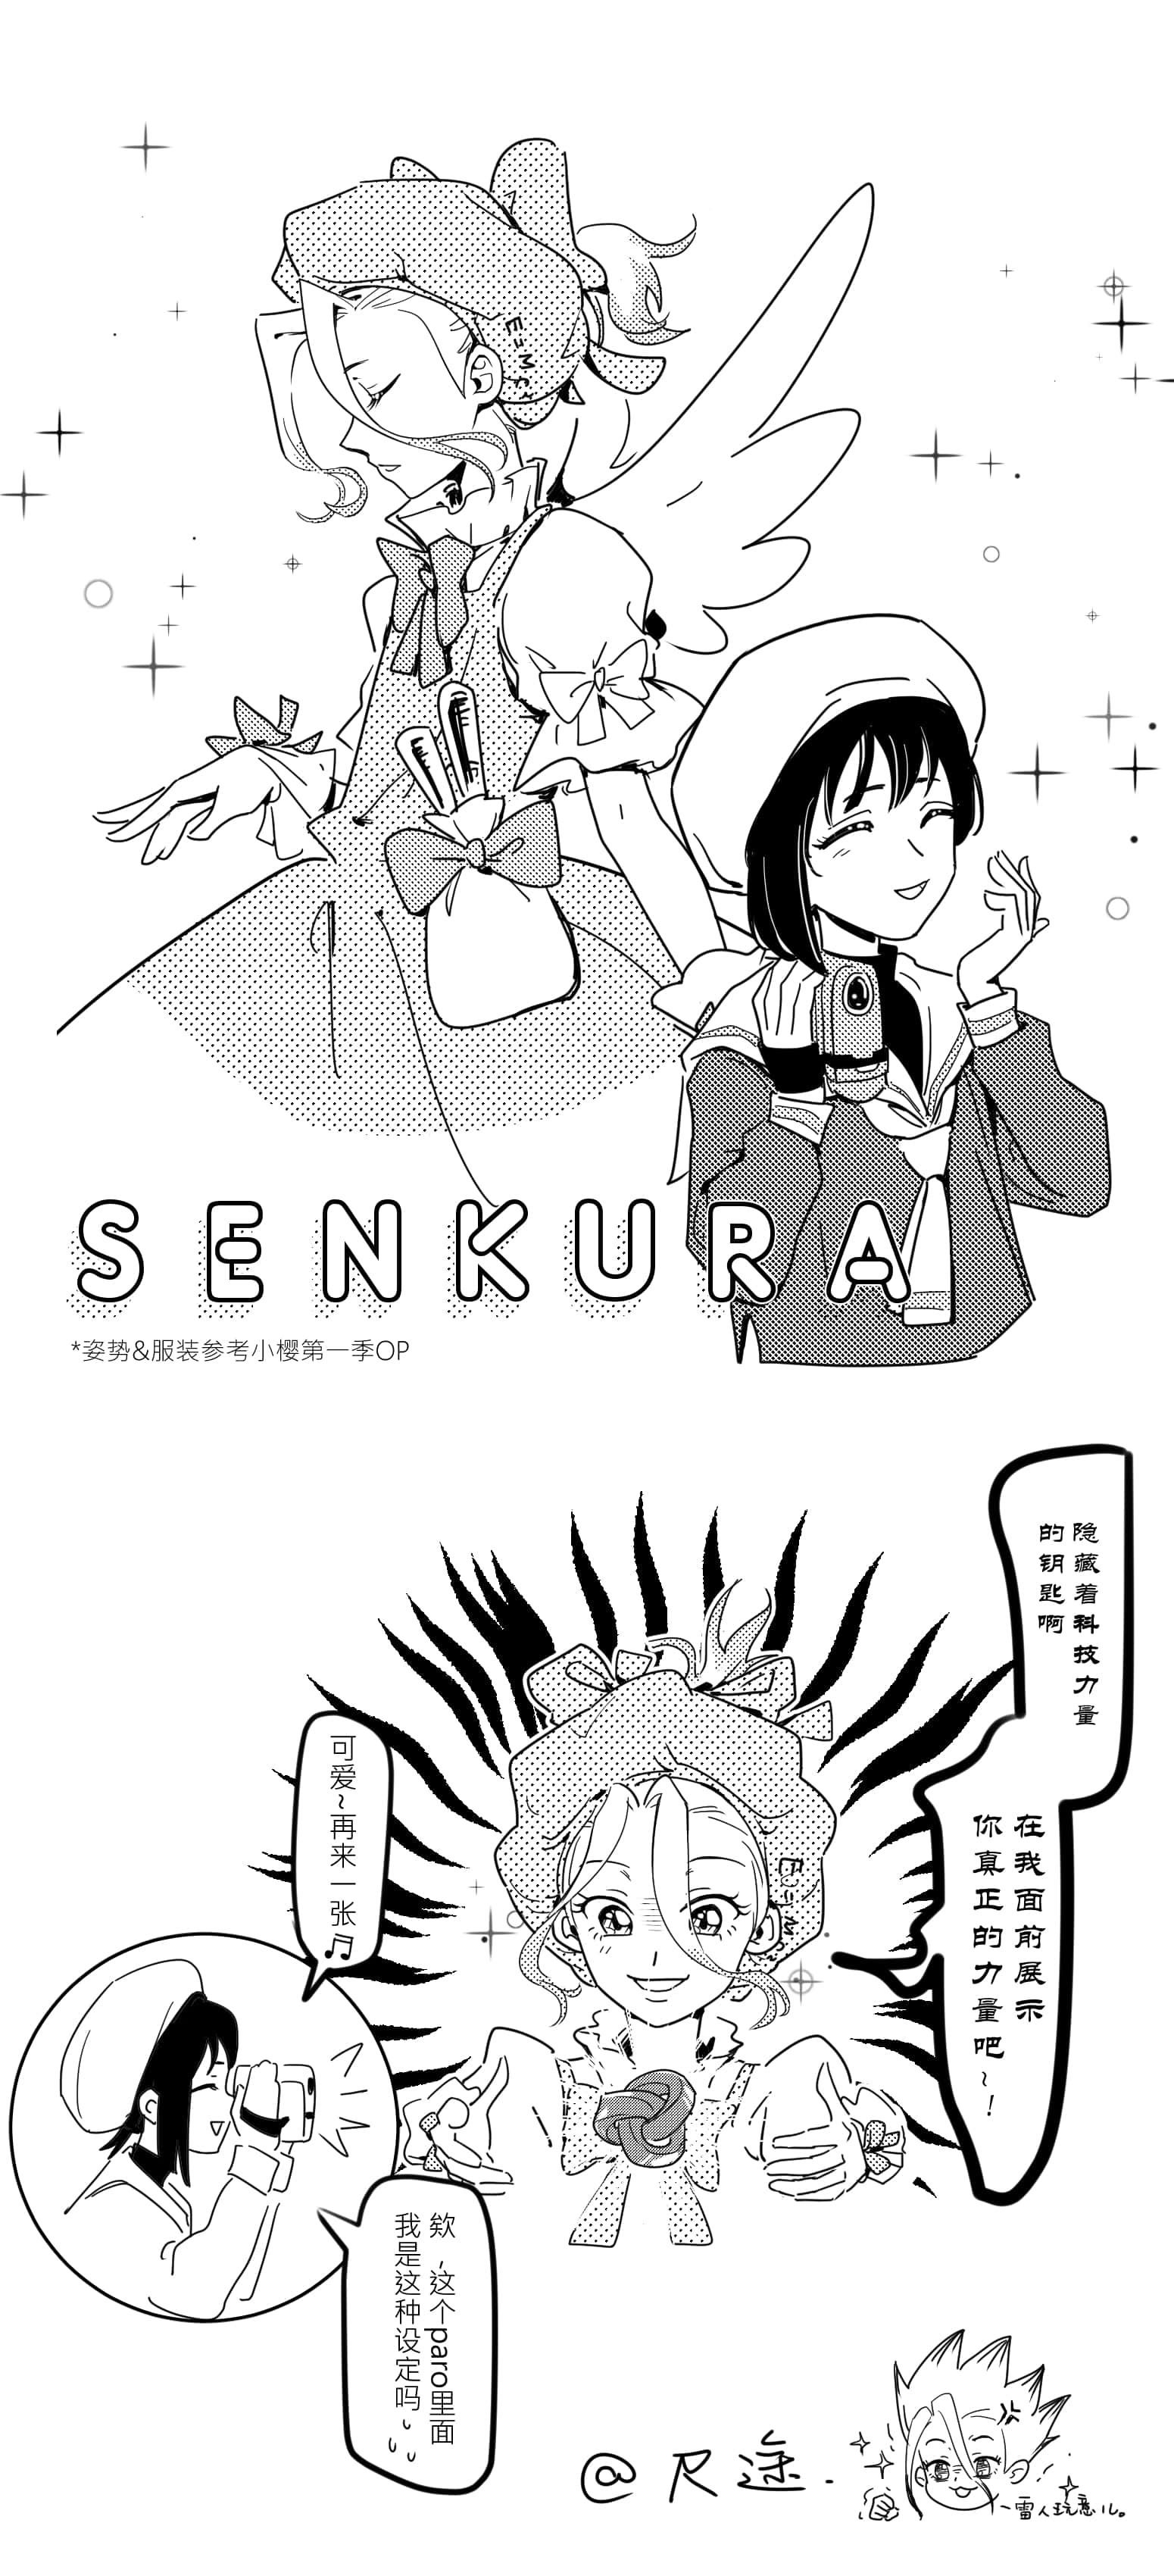 E=M
SENKURA
*姿势&服装参考小樱第一季OP
隐藏着科技力量
的钥匙啊
在我面前展示
你真正的力量吧~!
可爱~再来一张♫
E=M
欸,这个paro里面
我是这种设定吗
@尺途.
雷人玩意儿。